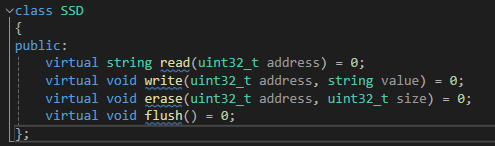 class SSD
{
public:
    virtual string read(uint32_t address) = 0;
    virtual void write(uint32_t address, string value) = 0;
    virtual void erase(uint32_t address, uint32_t size) = 0;
    virtual void flush() = 0;
};